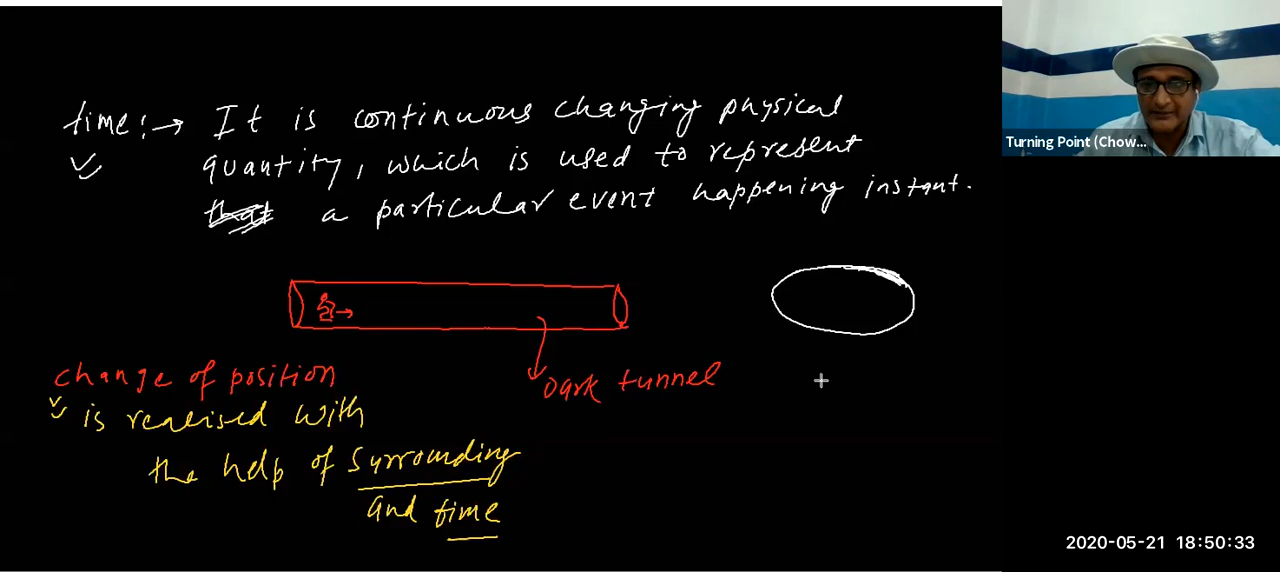 time:→ It is continuous changing physical
quantity, which is used to represent
a particular event happening instant.
Dark tunnel
change of position
is realised with
the help of surrounding
and time
Turning Point (Chow...
2020-05-21 18:50:33